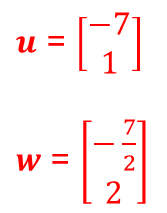 u = [−7
1]
w = [−7/2
2]